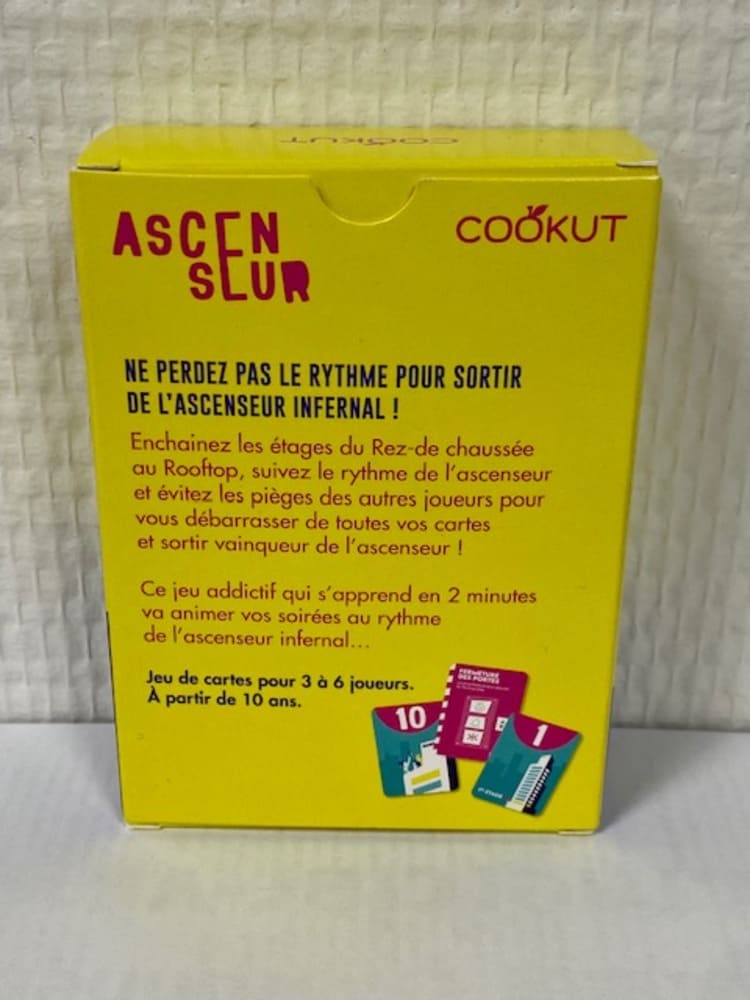 COOKUT
ASCEN
SEUR
COOKUT
NE PERDEZ PAS LE RYTHME POUR SORTIR
DE L'ASCENSEUR INFERNAL !
Enchainez les étages du Rez-de chaussée
au Rooftop, suivez le rythme de l'ascenseur
et évitez les pièges des autres joueurs pour
vous débarrasser de toutes vos cartes
et sortir vainqueur de l'ascenseur !
Ce jeu addictif qui s'apprend en 2 minutes
va animer vos soirées au rythme
de l'ascenseur infernal...
Jeu de cartes pour 3 à 6 joueurs.
À partir de 10 ans.
FERMETURE
DES PORTES
10
1
1er ÉTAGE